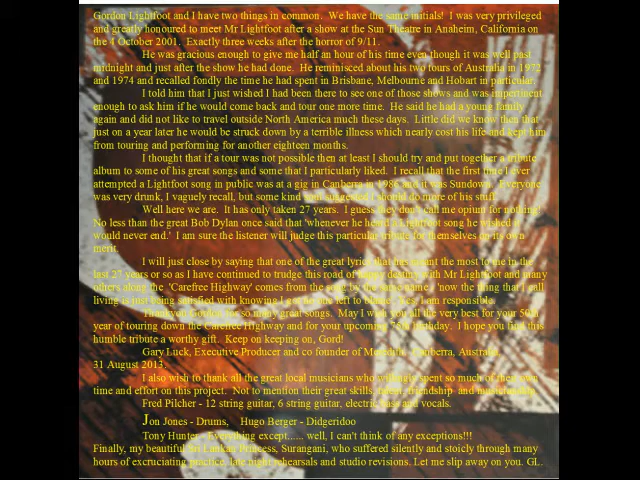 Gordon Lightfoot and I have two things in common. We have the same initials! I was very privileged
and greatly honoured to meet Mr Lightfoot after a show at the Sun Theatre in Anaheim, California on
the 4 October 2001. Exactly three weeks after the horror of 9/11.
He was gracious enough to give me half an hour of his time even though it was well past
midnight and just after the show he had done. He reminisced about his two tours of Australia in 1972
and 1974 and recalled fondly the time he had spent in Brisbane, Melbourne and Hobart in particular.
I told him that I just wished I had been there to see one of those shows and was impertinent
enough to ask him if he would come back and tour one more time. He said he had a young family
again and did not like to travel outside North America much these days. Little did we know then that
just on a year later he would be struck down by a terrible illness which nearly cost his life and kept him
from touring and performing for another eighteen months.
I thought that if a tour was not possible then at least I should try and put together a tribute
album to some of his great songs and some that I particularly liked. I recall that the first time I ever
attempted a Lightfoot song in public was at a gig in Canberra in 1986 and it was Sundown. Everyone
was very drunk, I vaguely recall, but some kind soul suggested I should do more of his stuff.
Well here we are. It has only taken 27 years. I guess they don't call me opium for nothing!
No less than the great Bob Dylan once said that 'whenever he heard a Lightfoot song he wished it
would never end.' I am sure the listener will judge this particular tribute for themselves on its own
merit.
I will just close by saying that one of the great lyrics that has meant the most to me in the
last 27 years or so as I have continued to trudge this road of happy destiny with Mr Lightfoot and many
others along the 'Carefree Highway' comes from the song by the same name; 'now the thing that I call
living is just being satisfied with knowing I got no one left to blame'. Yes, I am responsible.
Thankyou Gordon for so many great songs. May I wish you all the very best for your 50th
year of touring down the Carefree Highway and for your upcoming 75th birthday. I hope you find this
humble tribute a worthy gift. Keep on keeping on, Gord!
Gary Luck, Executive Producer and co founder of Canberra, Australia.
31 August 2013.
I also wish to thank all the great local musicians who willingly spent so much of their own
time and effort on this project. Not to mention their great skills, talent, friendship and musicianship.
Fred Pilcher - 12 string guitar, 6 string guitar, electric bass and vocals.
Jon Jones - Drums, Hugo Berger - Didgeridoo
Tony Hunter - Everything except...... well, I can't think of any exceptions!!!
Finally, my beautiful Sri Lankan Princess, Surangani, who suffered silently and stoicly through many
hours of excruciating practice, late night rehearsals and studio revisions. Let me slip away on you. GL..